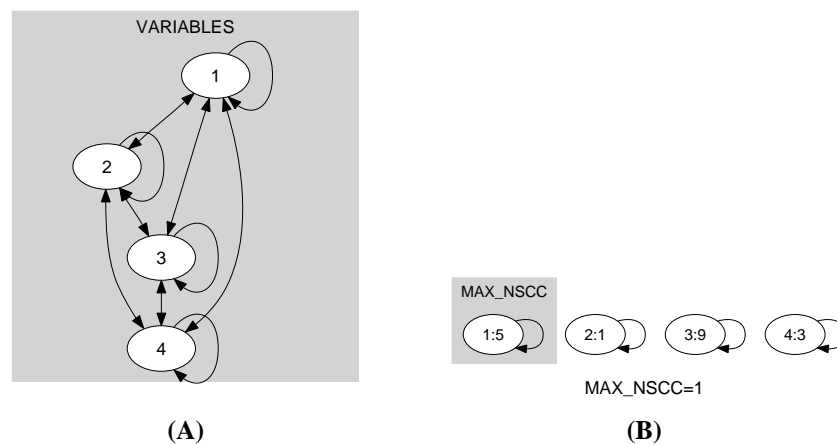 VARIABLES
1
2
3
4
MAX_NSCC
1:5 2:1 3:9 4:3
MAX_NSCC=1
(A) (B)